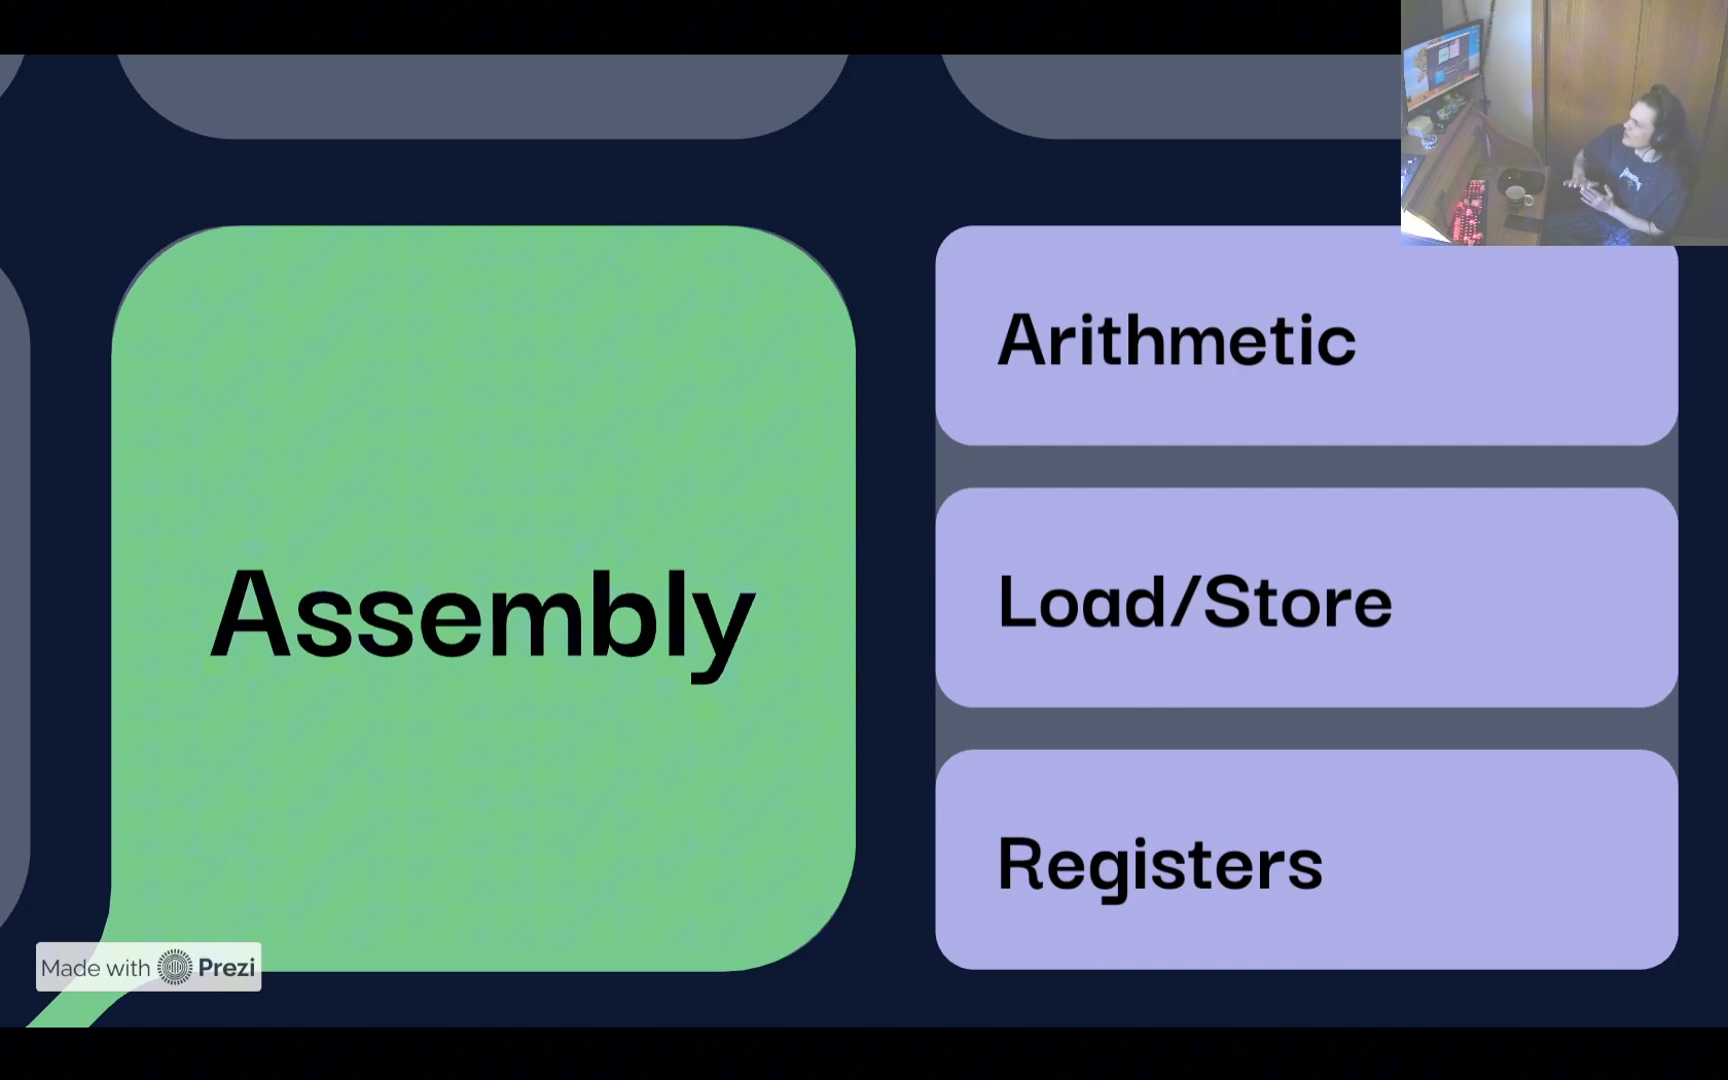 Assembly
Arithmetic
Load/Store
Registers
Made with Prezi